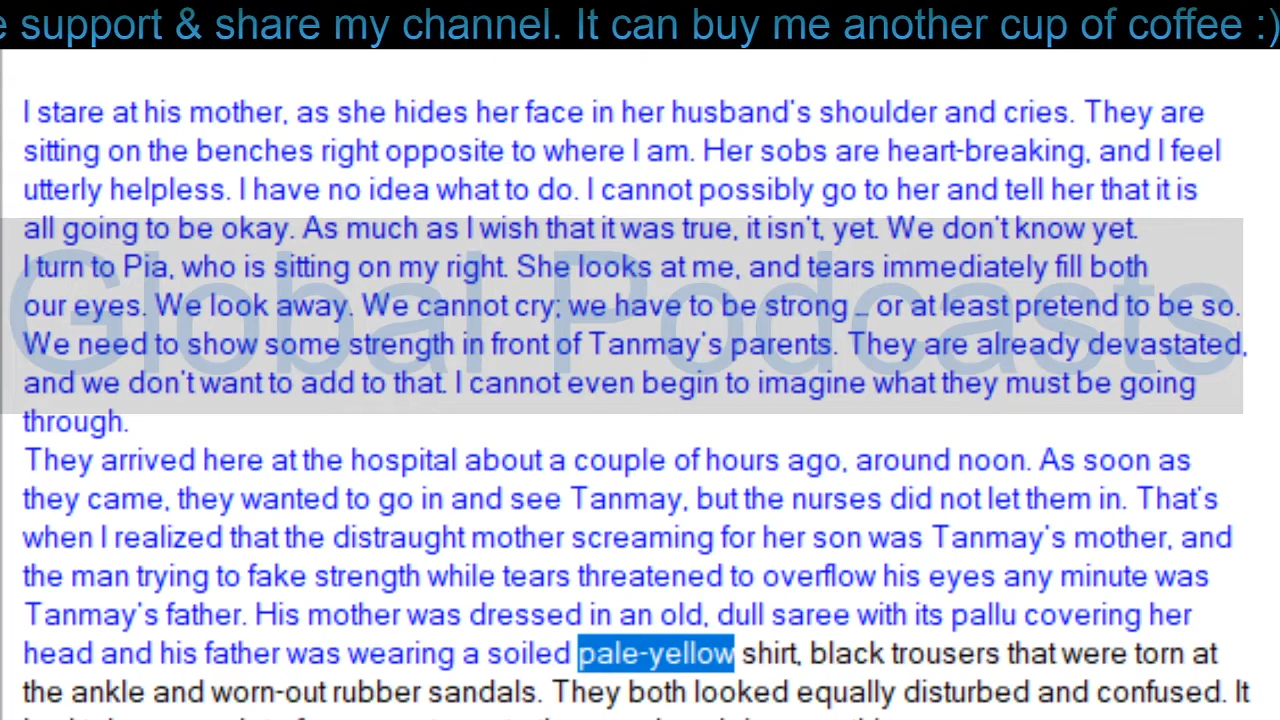 support & share my channel. It can buy me another cup of coffee :)
I stare at his mother, as she hides her face in her husband's shoulder and cries. They are
sitting on the benches right opposite to where I am. Her sobs are heart-breaking, and I feel
utterly helpless. I have no idea what to do. I cannot possibly go to her and tell her that it is
all going to be okay. As much as I wish that it was true, it isn't, yet. We don't know yet.
I turn to Pia, who is sitting on my right. She looks at me, and tears immediately fill both
our eyes. We look away. We cannot cry; we have to be strong _ or at least pretend to be so.
Global Podcasts
We need to show some strength in front of Tanmay's parents. They are already devastated,
and we don't want to add to that. I cannot even begin to imagine what they must be going
through.
They arrived here at the hospital about a couple of hours ago, around noon. As soon as
they came, they wanted to go in and see Tanmay, but the nurses did not let them in. That's
when I realized that the distraught mother screaming for her son was Tanmay's mother, and
the man trying to fake strength while tears threatened to overflow his eyes any minute was
Tanmay's father. His mother was dressed in an old, dull saree with its pallu covering her
head and his father was wearing a soiled pale-yellow shirt, black trousers that were torn at
the ankle and worn-out rubber sandals. They both looked equally disturbed and confused. It